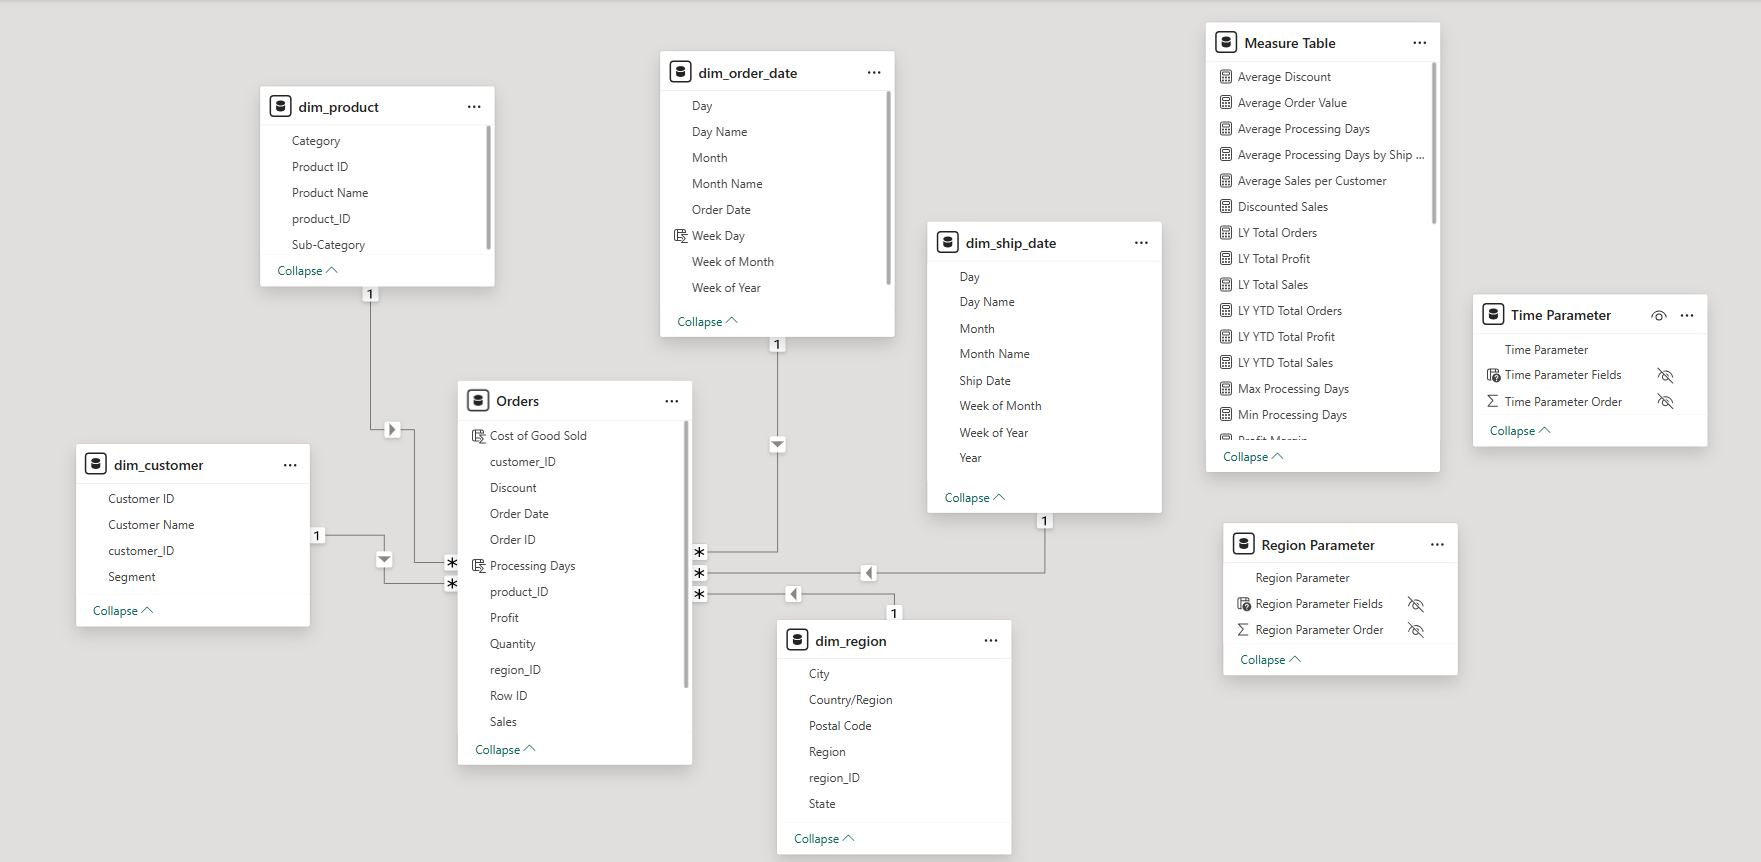 dim_product
Category
Product ID
Product Name
product_ID
Sub-Category
Collapse
1
dim_order_date
Day
Day Name
Month
Month Name
Order Date
Week Day
Week of Month
Week of Year
Collapse
1
dim_ship_date
Day
Day Name
Month
Month Name
Ship Date
Week of Month
Week of Year
Year
Collapse
1
Measure Table
Average Discount
Average Order Value
Average Processing Days
Average Processing Days by Ship ...
Average Sales per Customer
Discounted Sales
LY Total Orders
LY Total Profit
LY Total Sales
LY YTD Total Orders
LY YTD Total Profit
LY YTD Total Sales
Max Processing Days
Min Processing Days
Profit Margin
Collapse
Time Parameter
Time Parameter
Time Parameter Fields
Time Parameter Order
Collapse
dim_customer
Customer ID
Customer Name
customer_ID
Segment
Collapse
1
Orders
Cost of Good Sold
customer_ID
Discount
Order Date
Order ID
Processing Days
product_ID
Profit
Quantity
region_ID
Row ID
Sales
Collapse
*
*
*
*
*
1
dim_region
City
Country/Region
Postal Code
Region
region_ID
State
Collapse
Region Parameter
Region Parameter
Region Parameter Fields
Region Parameter Order
Collapse